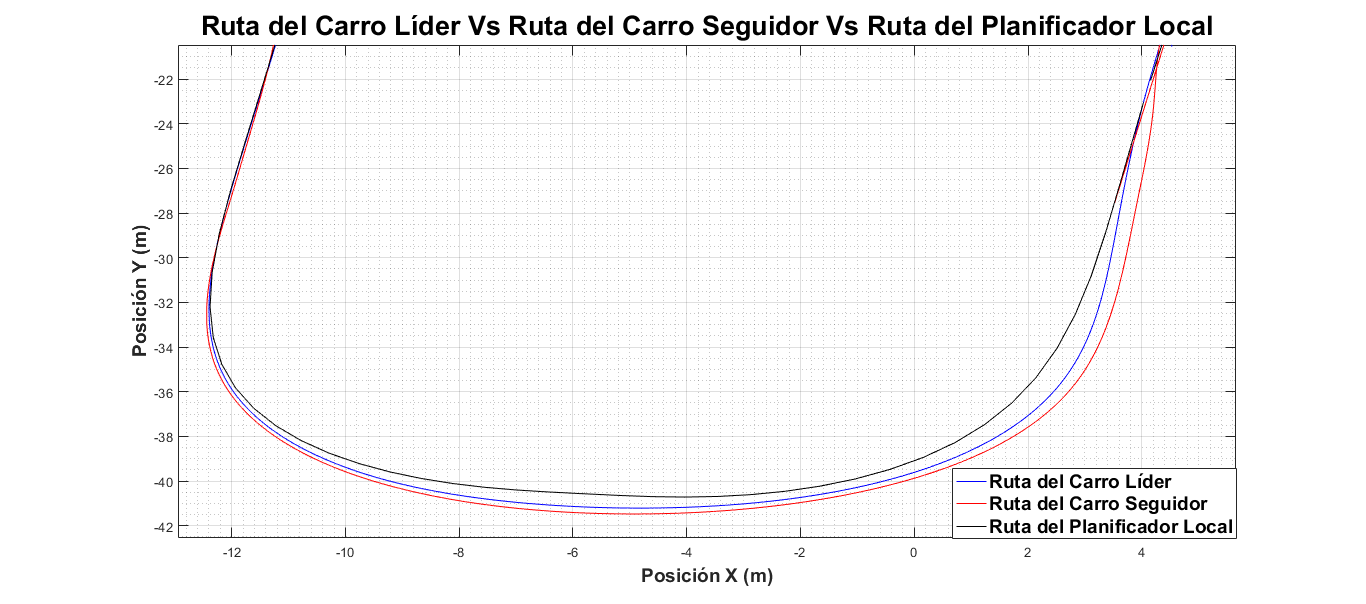 Ruta del Carro Líder Vs Ruta del Carro Seguidor Vs Ruta del Planificador Local
-22
-24
-26
-28
-30
-32
-34
-36
-38
-40
-42
Posición Y (m)
-12 -10 -8 -6 -4 -2 0 2 4
Posición X (m)
Ruta del Carro Líder
Ruta del Carro Seguidor
Ruta del Planificador Local